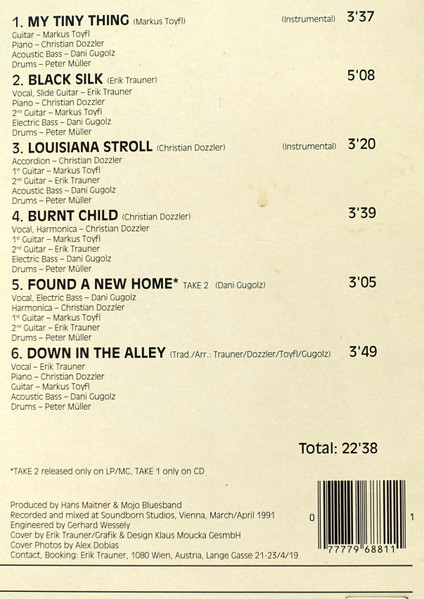 1. MY TINY THING (Markus Toyfl) (Instrumental) 3'37
Guitar – Markus Toyfl
Piano – Christian Dozzler
Acoustic Bass – Dani Gugolz
Drums – Peter Müller
2. BLACK SILK (Erik Trauner) 5'08
Vocal, Slide Guitar – Erik Trauner
Piano – Christian Dozzler
2nd Guitar – Markus Toyfl
Electric Bass – Dani Gugolz
Drums – Peter Müller
3. LOUISIANA STROLL (Christian Dozzler) (Instrumental) 3'20
Accordion – Christian Dozzler
1st Guitar – Markus Toyfl
2nd Guitar – Erik Trauner
Acoustic Bass – Dani Gugolz
Drums – Peter Müller
4. BURNT CHILD (Christian Dozzler) 3'39
Vocal, Harmonica – Christian Dozzler
1st Guitar – Markus Toyfl
2nd Guitar – Erik Trauner
Electric Bass – Dani Gugolz
Drums – Peter Müller
5. FOUND A NEW HOME* TAKE 2 (Dani Gugolz) 3'05
Vocal, Electric Bass – Dani Gugolz
Harmonica – Christian Dozzler
1st Guitar – Markus Toyfl
2nd Guitar – Erik Trauner
Drums – Peter Müller
6. DOWN IN THE ALLEY (Trad./Arr.: Trauner/Dozzler/Toyfl/Gugolz) 3'49
Vocal – Erik Trauner
Piano – Christian Dozzler
Guitar – Markus Toyfl
Acoustic Bass – Dani Gugolz
Drums – Peter Müller
Total: 22'38
*TAKE 2 released only on LP/MC, TAKE 1 only on CD
Produced by Hans Maitner & Mojo Bluesband
Recorded and mixed at Soundborn Studios, Vienna, March/April 1991
Engineered by Gerhard Wessely
Cover by Erik Trauner/Grafik & Design Klaus Moucka GesmbH
Cover Photos by Alex Dobias
Contact, Booking: Erik Trauner, 1080 Wien, Austria, Lange Gasse 21-23/4/19
0 77779 68811 1